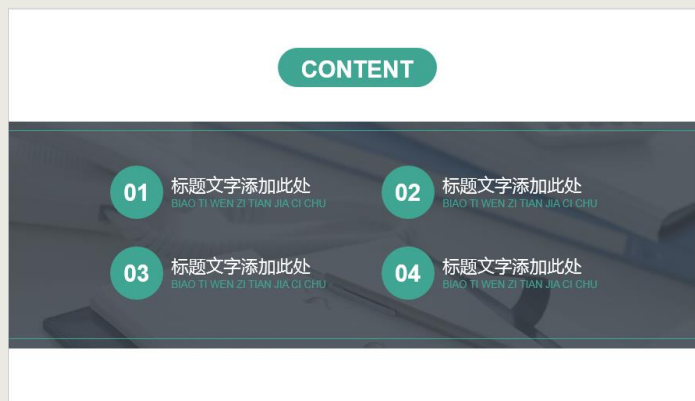 CONTENT
01 标题文字添加此处
BIAO TI WEN ZI TIAN JIA CI CHU
02 标题文字添加此处
BIAO TI WEN ZI TIAN JIA CI CHU
03 标题文字添加此处
BIAO TI WEN ZI TIAN JIA CI CHU
04 标题文字添加此处
BIAO TI WEN ZI TIAN JIA CI CHU